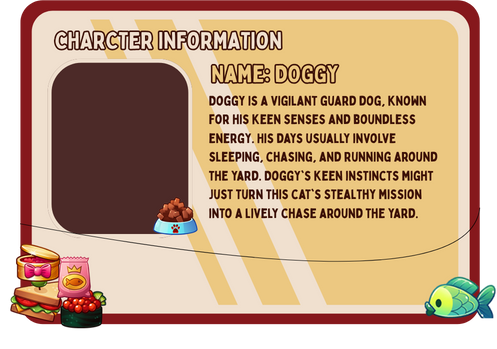 CHARCTER INFORMATION
NAME: DOGGY
DOGGY IS A VIGILANT GUARD DOG, KNOWN
FOR HIS KEEN SENSES AND BOUNDLESS
ENERGY. HIS DAYS USUALLY INVOLVE
SLEEPING, CHASING, AND RUNNING AROUND
THE YARD. DOGGY'S KEEN INSTINCTS MIGHT
JUST TURN THIS CAT'S STEALTHY MISSION
INTO A LIVELY CHASE AROUND THE YARD.